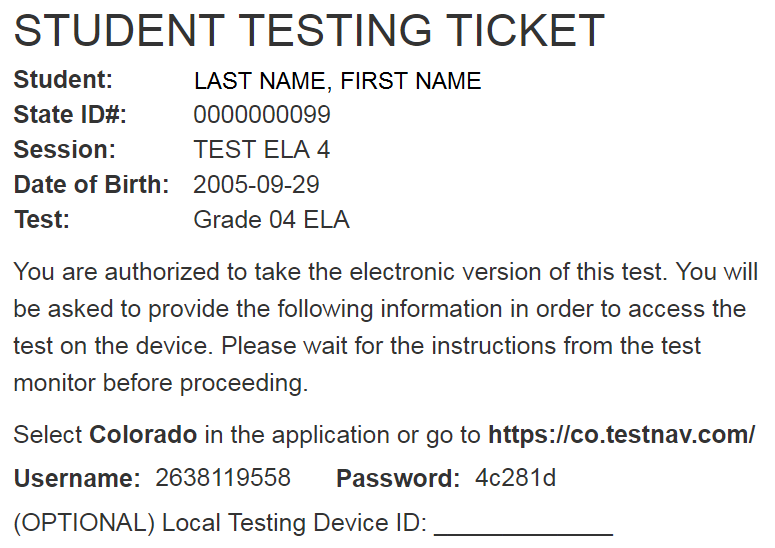 STUDENT TESTING TICKET
Student: LAST NAME, FIRST NAME
State ID#: 0000000099
Session: TEST ELA 4
Date of Birth: 2005-09-29
Test: Grade 04 ELA
You are authorized to take the electronic version of this test. You will
be asked to provide the following information in order to access the
test on the device. Please wait for the instructions from the test
monitor before proceeding.
Select Colorado in the application or go to https://co.testnav.com/
Username: 2638119558 Password: 4c281d
(OPTIONAL) Local Testing Device ID: _____________